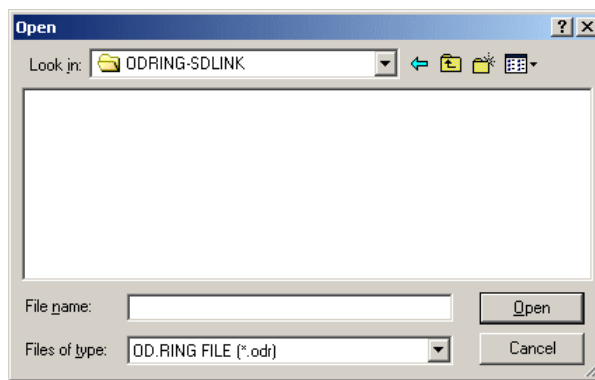 Open
Look in: ODRING-SDLINK
File name: Open
Files of type: OD.RING FILE (*.odr) Cancel